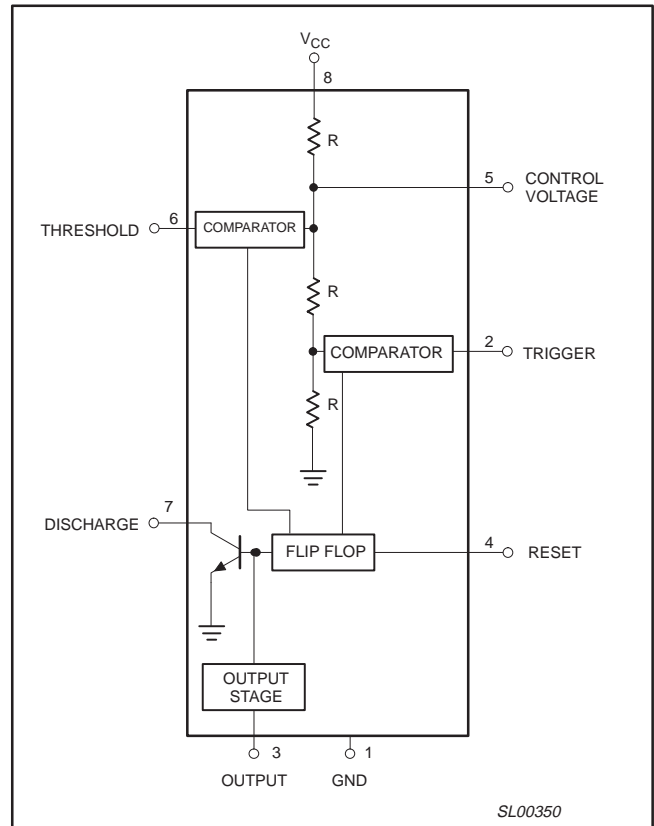 VCC
8
R
5 CONTROL
VOLTAGE
THRESHOLD 6 COMPARATOR
R
COMPARATOR 2 TRIGGER
R
DISCHARGE 7
FLIP FLOP 4 RESET
OUTPUT
STAGE
3 1
OUTPUT GND
SL00350